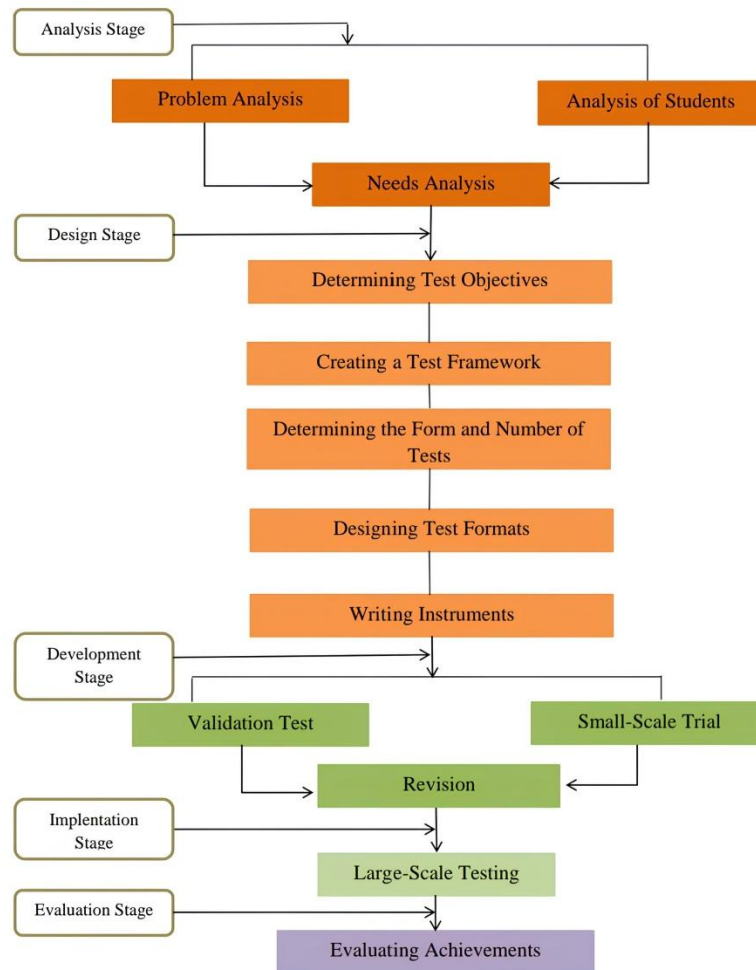 Analysis Stage
Problem Analysis
Analysis of Students
Needs Analysis
Design Stage
Determining Test Objectives
Creating a Test Framework
Determining the Form and Number of
Tests
Designing Test Formats
Writing Instruments
Development
Stage
Validation Test
Small-Scale Trial
Revision
Implentation
Stage
Large-Scale Testing
Evaluation Stage
Evaluating Achievements